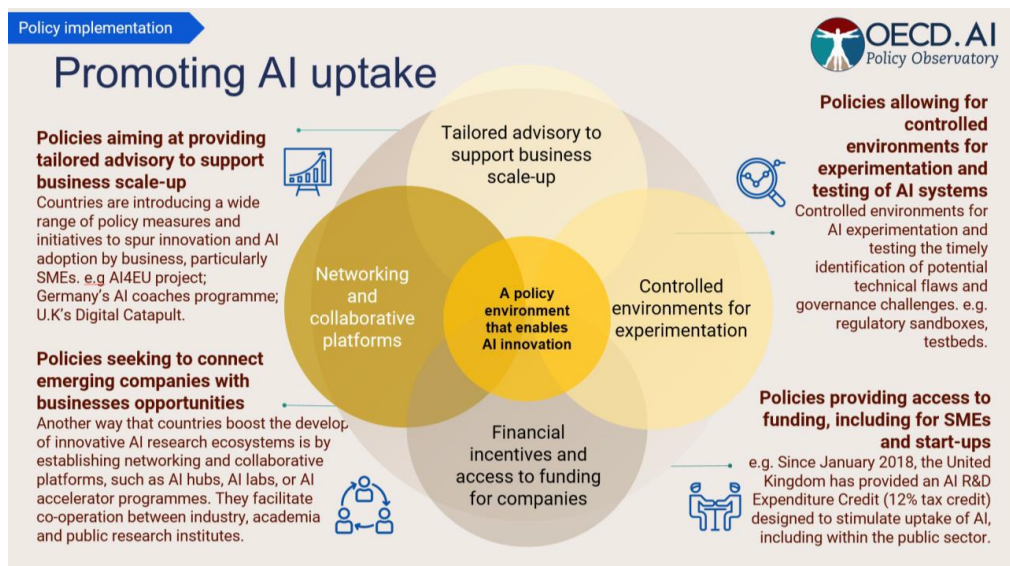 Policy implementation
OECD.AI
Policy Observatory
Promoting AI uptake
Policies aiming at providing
tailored advisory to support
business scale-up
Countries are introducing a wide
range of policy measures and
initiatives to spur innovation and AI
adoption by business, particularly
SMEs. e.g AI4EU project;
Germany's AI coaches programme;
U.K's Digital Catapult.
Policies seeking to connect
emerging companies with
businesses opportunities
Another way that countries boost the develop
of innovative AI research ecosystems is by
establishing networking and collaborative
platforms, such as AI hubs, AI labs, or AI
accelerator programmes. They facilitate
co-operation between industry, academia
and public research institutes.
Tailored advisory to
support business
scale-up
Networking
and
collaborative
platforms
A policy
environment
that enables
AI innovation
Controlled
environments for
experimentation
Financial
incentives and
access to funding
for companies
Policies allowing for
controlled
environments for
experimentation and
testing of AI systems
Controlled environments for
AI experimentation and
testing the timely
identification of potential
technical flaws and
governance challenges. e.g.
regulatory sandboxes,
testbeds.
Policies providing access to
funding, including for SMEs
and start-ups
e.g. Since January 2018, the United
Kingdom has provided an AI R&D
Expenditure Credit (12% tax credit)
designed to stimulate uptake of AI,
including within the public sector.